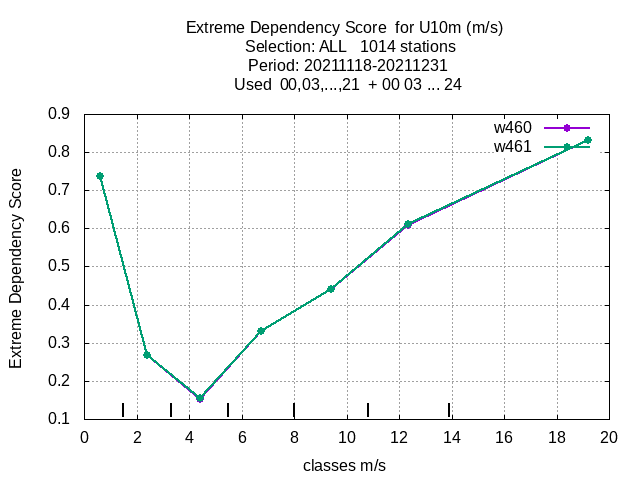 Extreme Dependency Score  for U10m (m/s)
Selection: ALL   1014 stations
Period: 20211118-20211231
Used  00,03,...,21  + 00 03 ... 24
w460
w461
Extreme Dependency Score
0.9
0.8
0.7
0.6
0.5
0.4
0.3
0.2
0.1
0 2 4 6 8 10 12 14 16 18 20
classes m/s